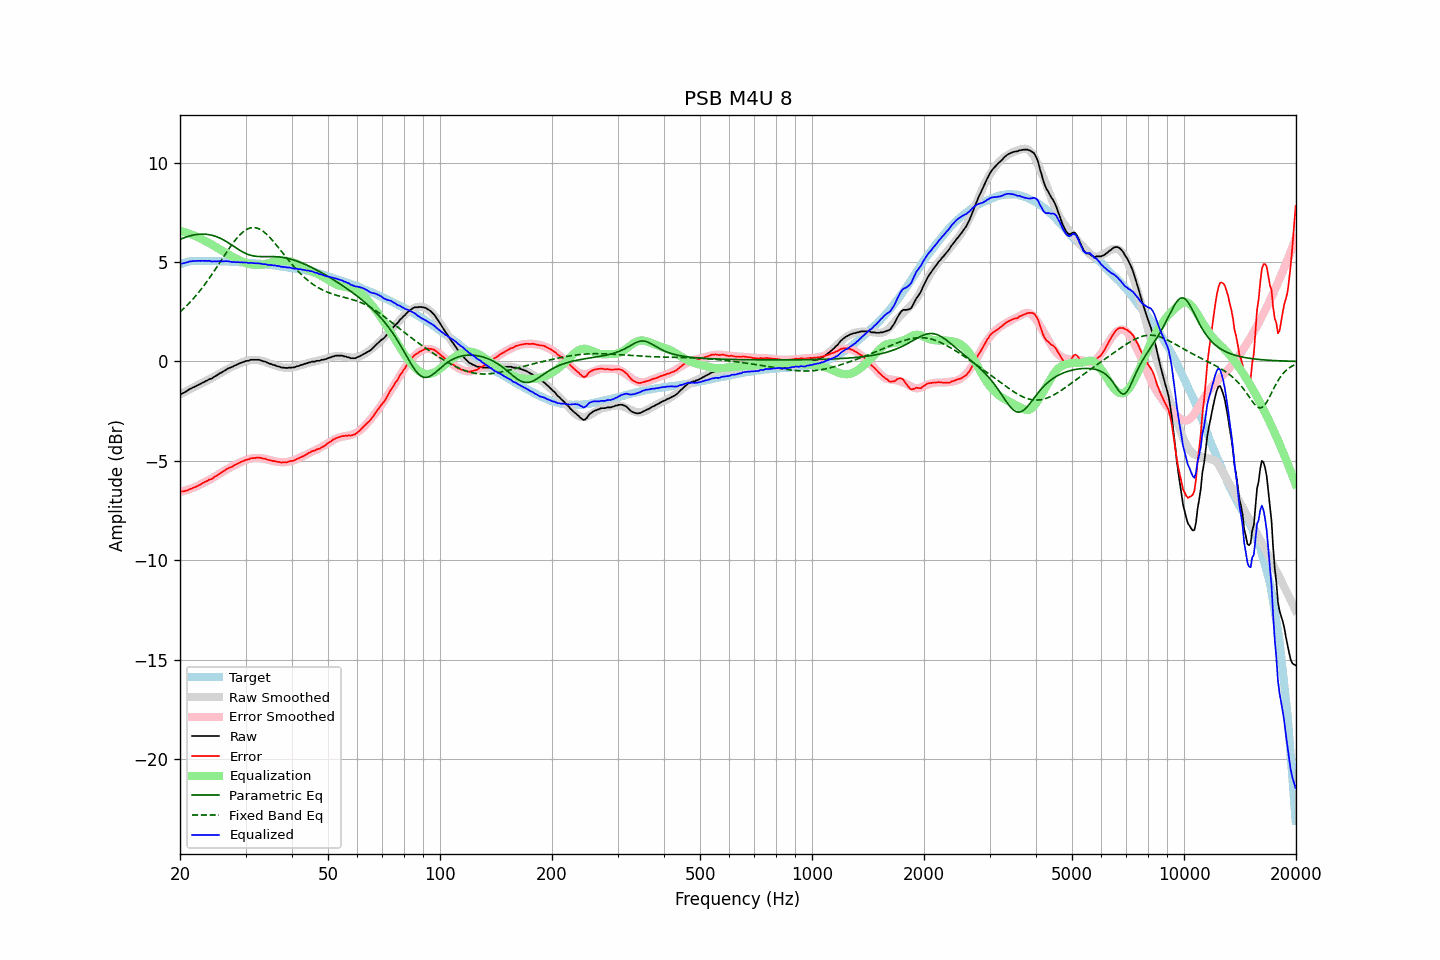 PSB M4U 8
Amplitude (dBr)
10
5
0
−5
−10
−15
−20
Target
Raw Smoothed
Error Smoothed
Raw
Error
Equalization
Parametric Eq
Fixed Band Eq
Equalized
20 50 100 200 500 1000 2000 5000 10000 20000
Frequency (Hz)